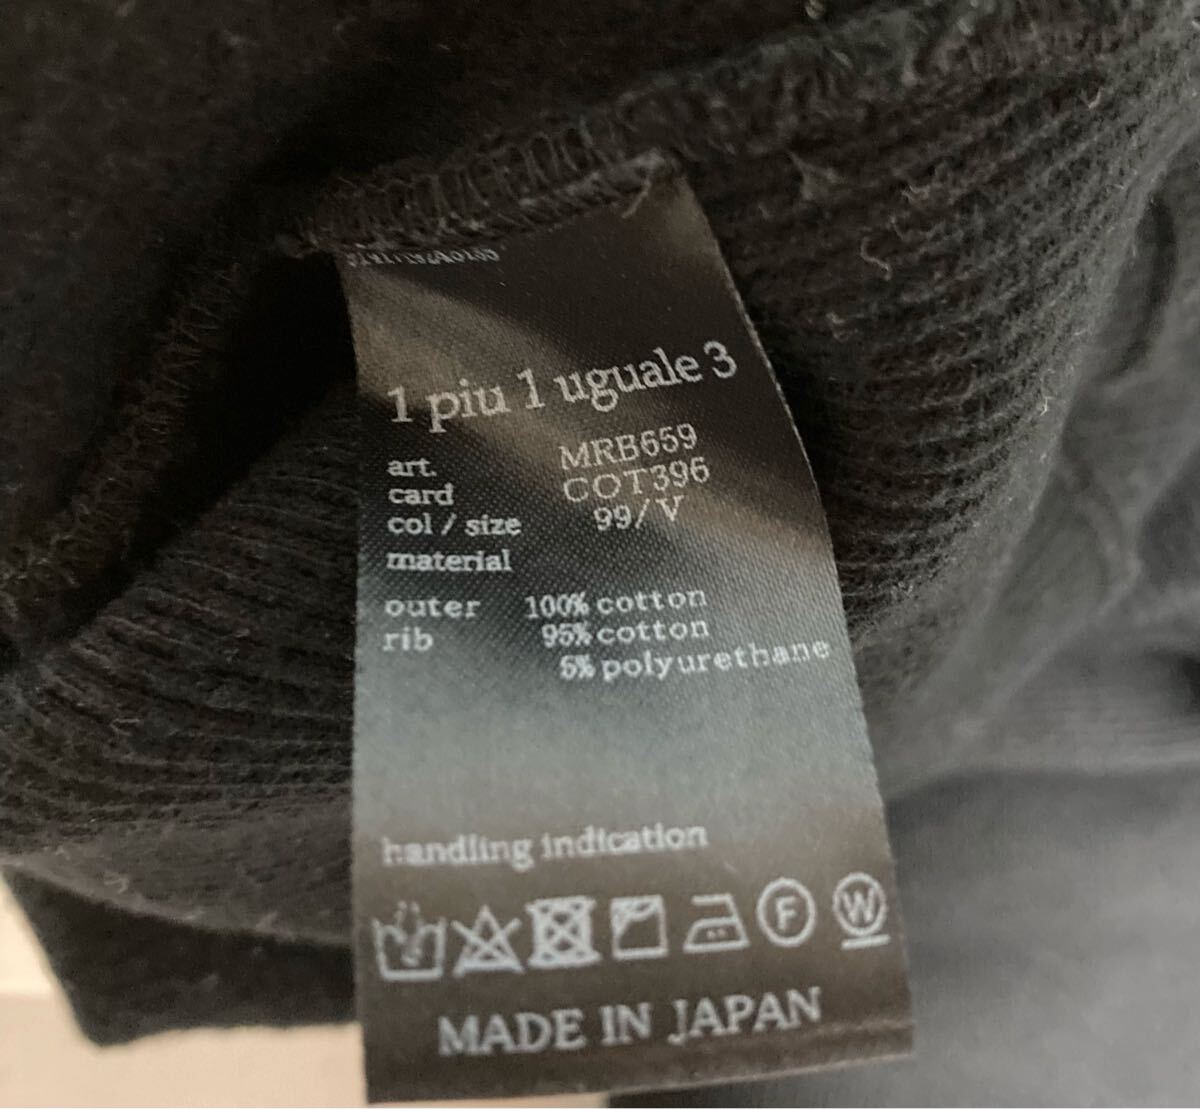 1 piu 1 uguale 3
art. MRB659
card COT396
col / size 99/V
material
outer 100% cotton
rib 95% cotton
5% polyurethane
handling indication
F W
MADE IN JAPAN